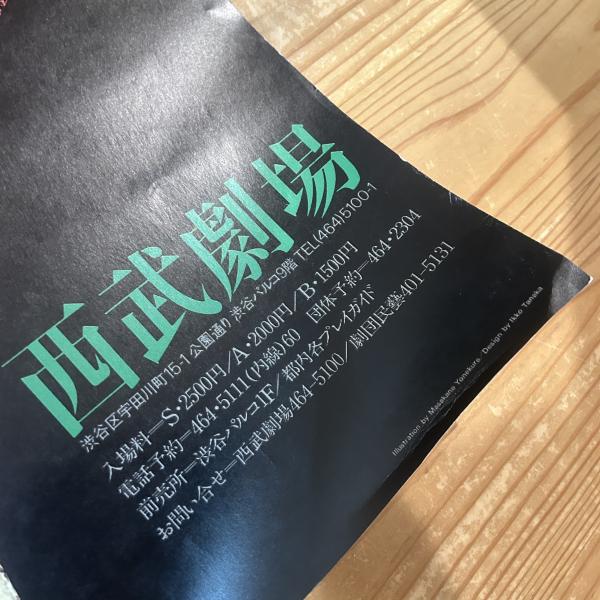 西武劇場
渋谷区宇田川町15-1 公園通り 渋谷パルコ9階 TEL(464)5100-1
入場料＝S・2500円/A・2000円/B・1500円
電話予約＝464・5111(内線)60 団体予約＝464・2304
前売所＝渋谷パルコ1F/都内各プレイガイド
お問い合せ＝西武劇場464-5100/劇団民藝401-5131
Illustration by Masakane Yonekura Design by Ikko Tanaka